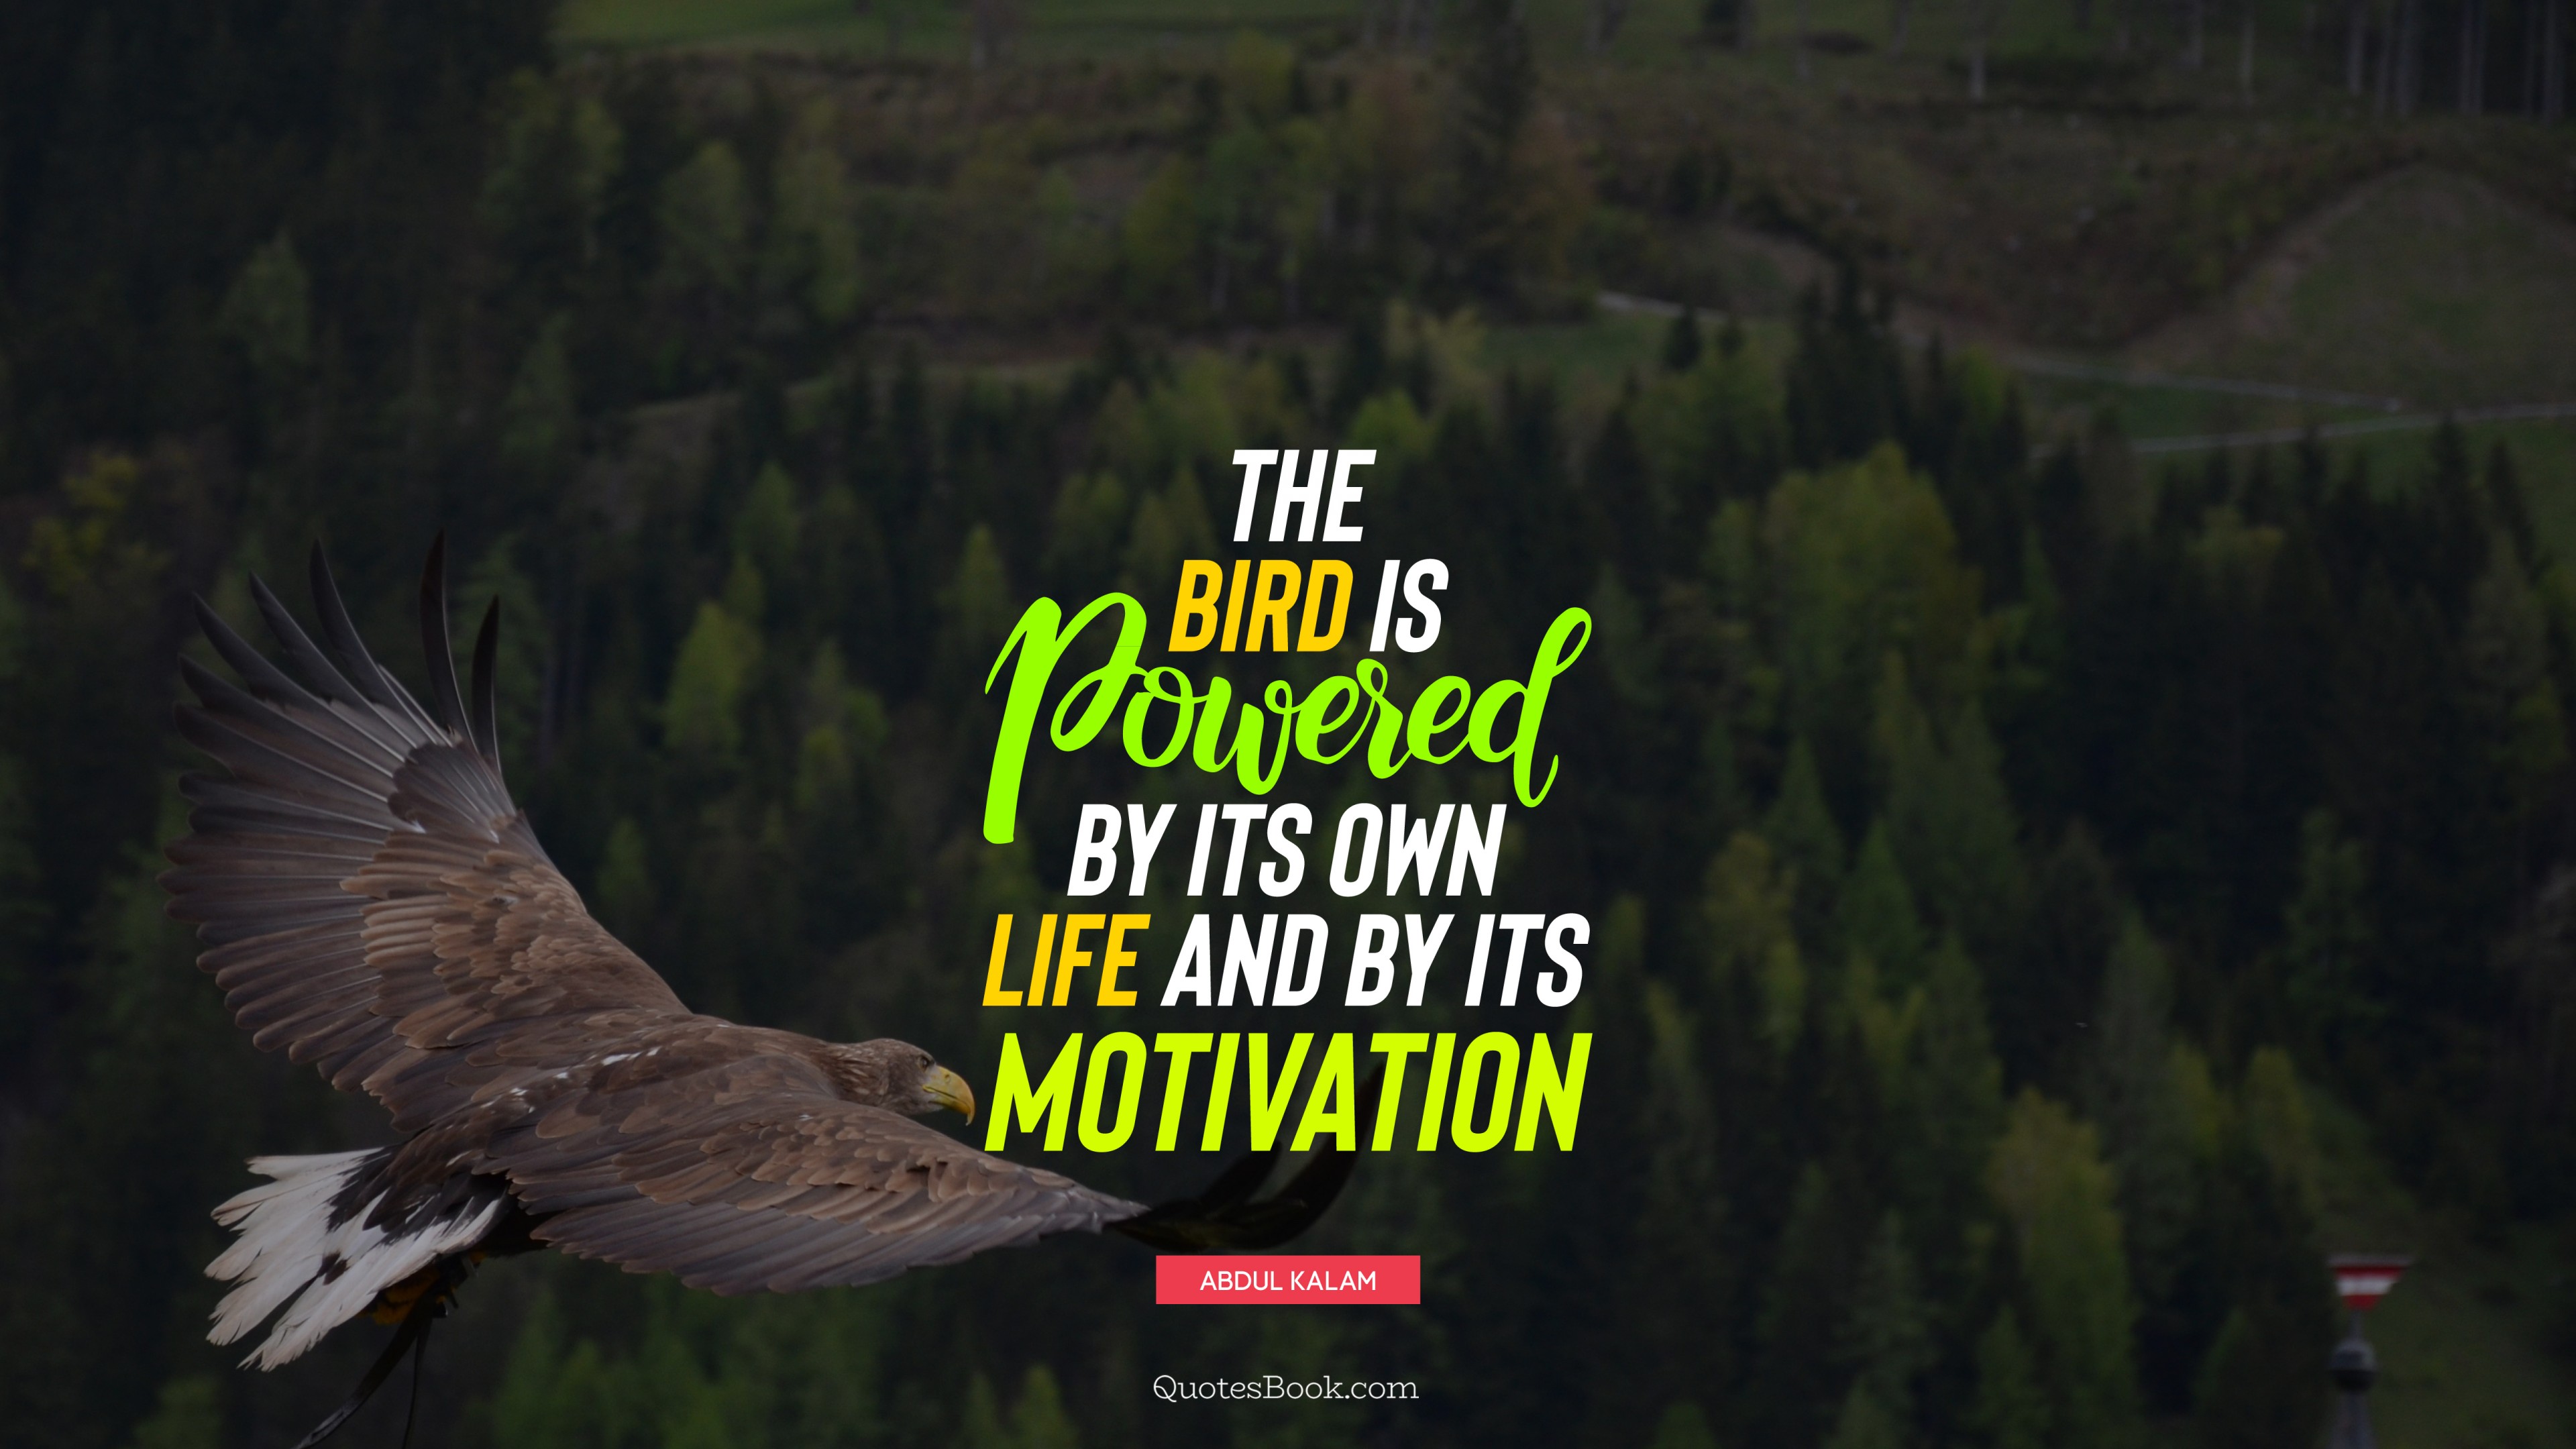 THE
BIRD IS
Powered
BY ITS OWN
LIFE AND BY ITS
MOTIVATION
ABDUL KALAM
QuotesBook.com